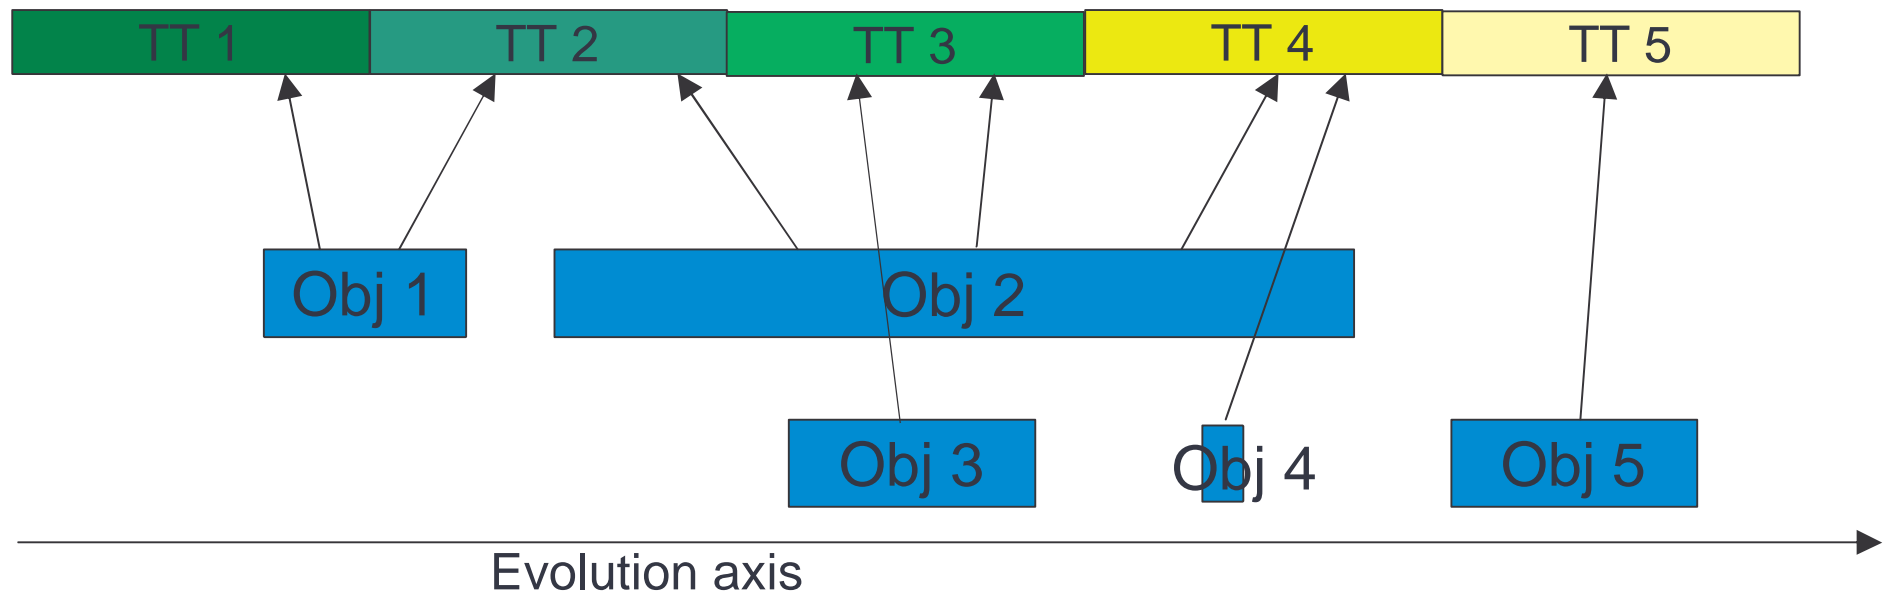 TT 1
TT 2
TT 3
TT 4
TT 5
Obj 1
Obj 2
Obj 3
Obj 4
Obj 5
Evolution axis